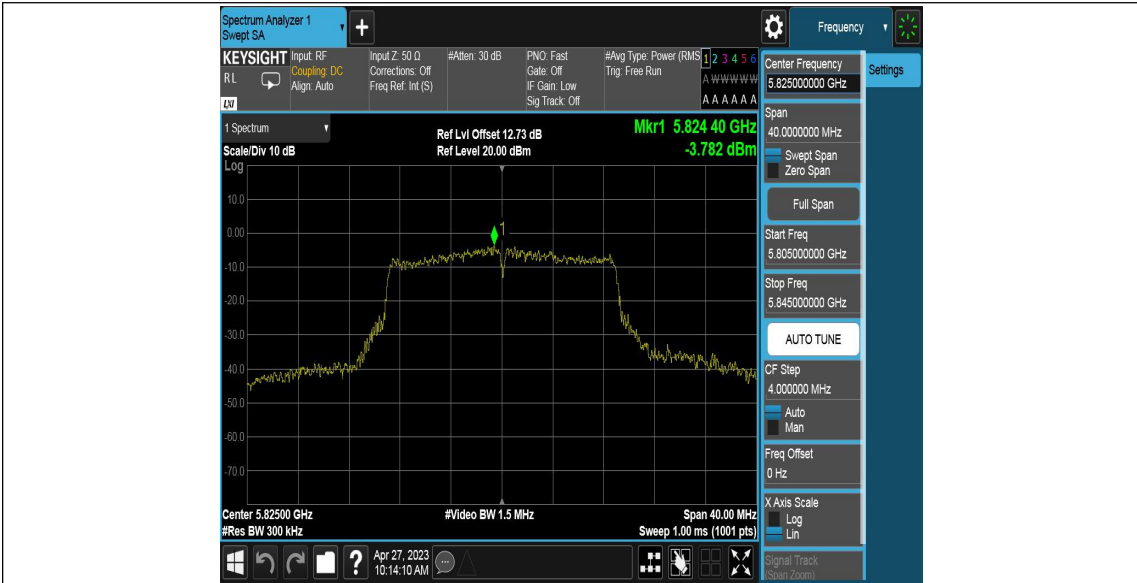 Spectrum Analyzer 1
Swept SA
+
Frequency
KEYSIGHT
RL
LXI
Input: RF
Coupling: DC
Align: Auto
Input Z: 50 Ω
Corrections: Off
Freq Ref: Int (S)
#Atten: 30 dB
PNO: Fast
Gate: Off
IF Gain: Low
Sig Track: Off
#Avg Type: Power (RMS
Trig: Free Run
1 2 3 4 5 6
A W W W W W
A A A A A A
1 Spectrum
Scale/Div 10 dB
Ref Lvl Offset 12.73 dB
Ref Level 20.00 dBm
Mkr1 5.824 40 GHz
-3.782 dBm
Log
10.0
0.00
-10.0
-20.0
-30.0
-40.0
-50.0
-60.0
-70.0
1
Center 5.82500 GHz
#Res BW 300 kHz
#Video BW 1.5 MHz
Span 40.00 MHz
Sweep 1.00 ms (1001 pts)
Center Frequency
5.825000000 GHz
Settings
Span
40.0000000 MHz
Swept Span
Zero Span
Full Span
Start Freq
5.805000000 GHz
Stop Freq
5.845000000 GHz
AUTO TUNE
CF Step
4.000000 MHz
Auto
Man
Freq Offset
0 Hz
X Axis Scale
Log
Lin
Signal Track
(Span Zoom)
?
Apr 27, 2023
10:14:10 AM